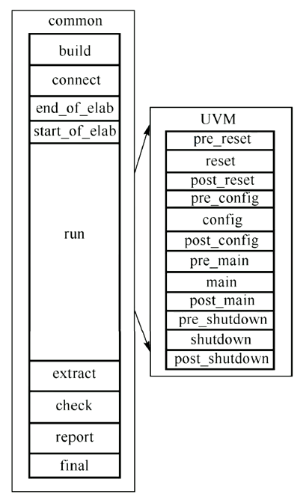 common
build
connect
end_of_elab
start_of_elab
run
extract
check
report
final
UVM
pre_reset
reset
post_reset
pre_config
config
post_config
pre_main
main
post_main
pre_shutdown
shutdown
post_shutdown